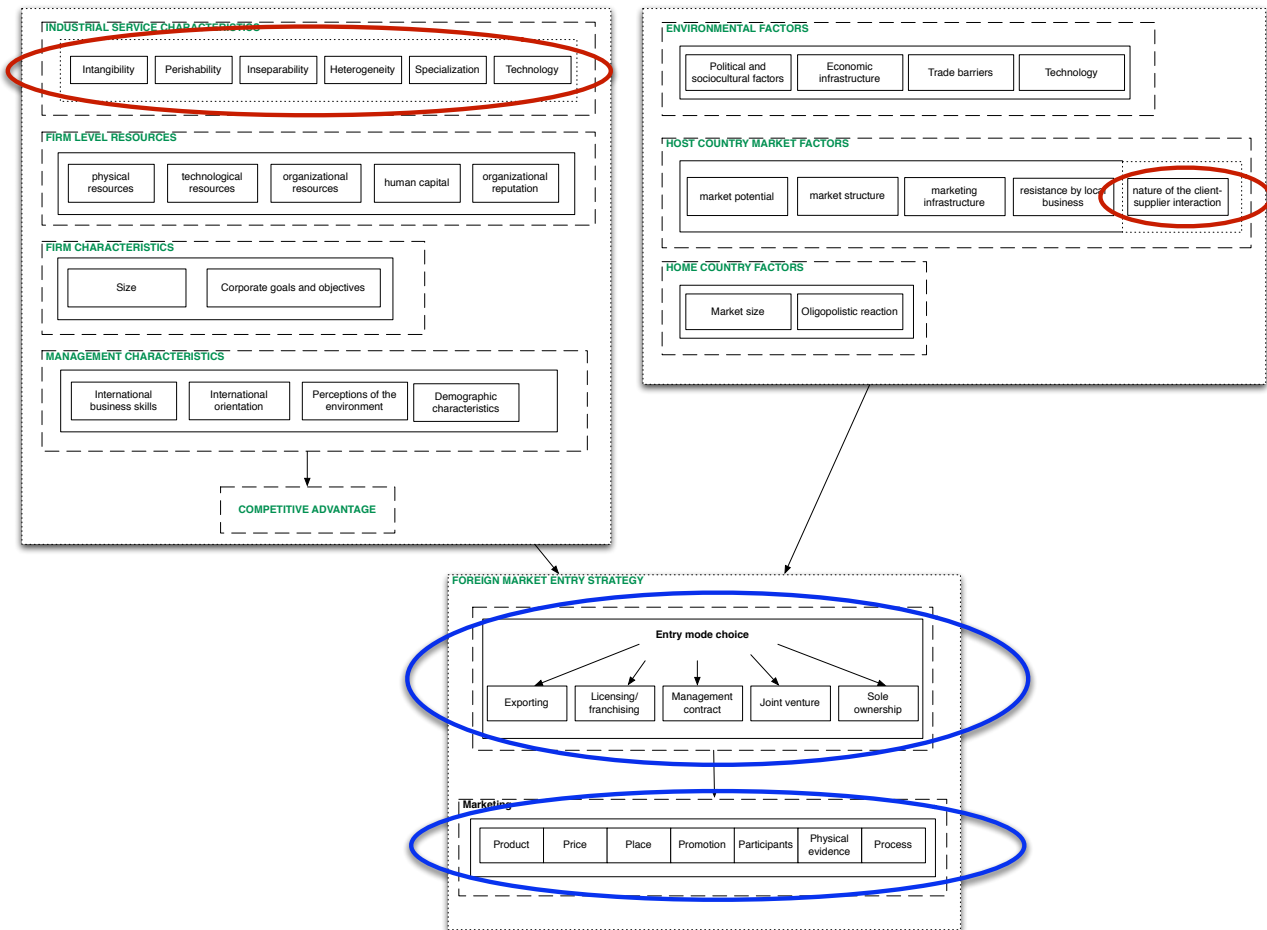 INDUSTRIAL SERVICE CHARACTERISTICS
Intangibility
Perishability
Inseparability
Heterogeneity
Specialization
Technology
FIRM LEVEL RESOURCES
physical
resources
technological
resources
organizational
resources
human capital
organizational
reputation
FIRM CHARACTERISTICS
Size
Corporate goals and objectives
MANAGEMENT CHARACTERISTICS
International
business skills
International
orientation
Perceptions of the
environment
Demographic
characteristics
COMPETITIVE ADVANTAGE
ENVIRONMENTAL FACTORS
Political and
sociocultural factors
Economic
infrastructure
Trade barriers
Technology
HOST COUNTRY MARKET FACTORS
market potential
market structure
marketing
infrastructure
resistance by local
business
nature of the client-
supplier interaction
HOME COUNTRY FACTORS
Market size
Oligopolistic reaction
FOREIGN MARKET ENTRY STRATEGY
Entry mode choice
Exporting
Licensing/
franchising
Management
contract
Joint venture
Sole
ownership
Marketing
Product
Price
Place
Promotion
Participants
Physical
evidence
Process